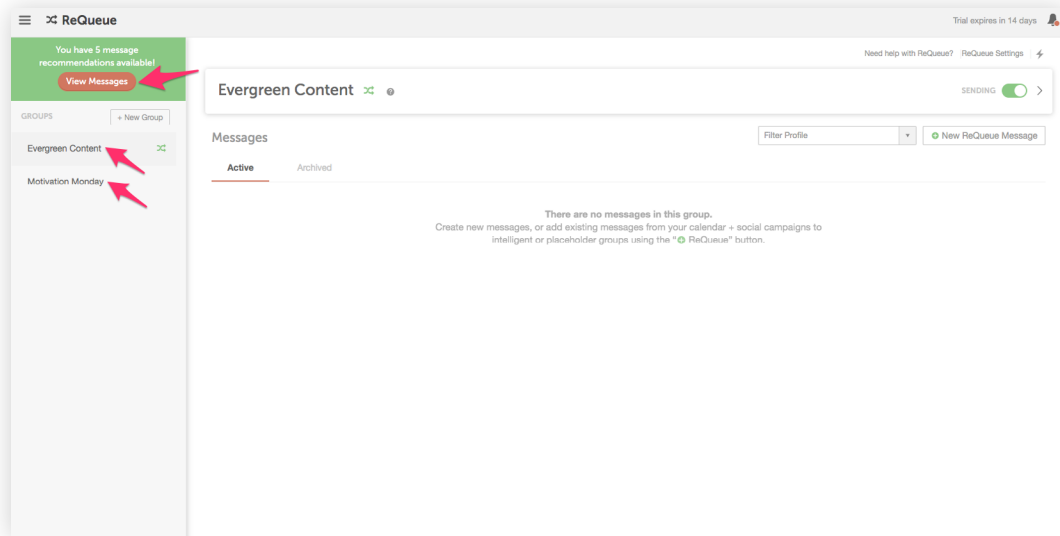 ReQueue
Trial expires in 14 days
You have 5 message
recommendations available!
View Messages
Need help with ReQueue? ReQueue Settings
Evergreen Content
SENDING
GROUPS
+ New Group
Evergreen Content
Motivation Monday
Messages
Filter Profile
New ReQueue Message
Active
Archived
There are no messages in this group.
Create new messages, or add existing messages from your calendar + social campaigns to
intelligent or placeholder groups using the "+ ReQueue" button.